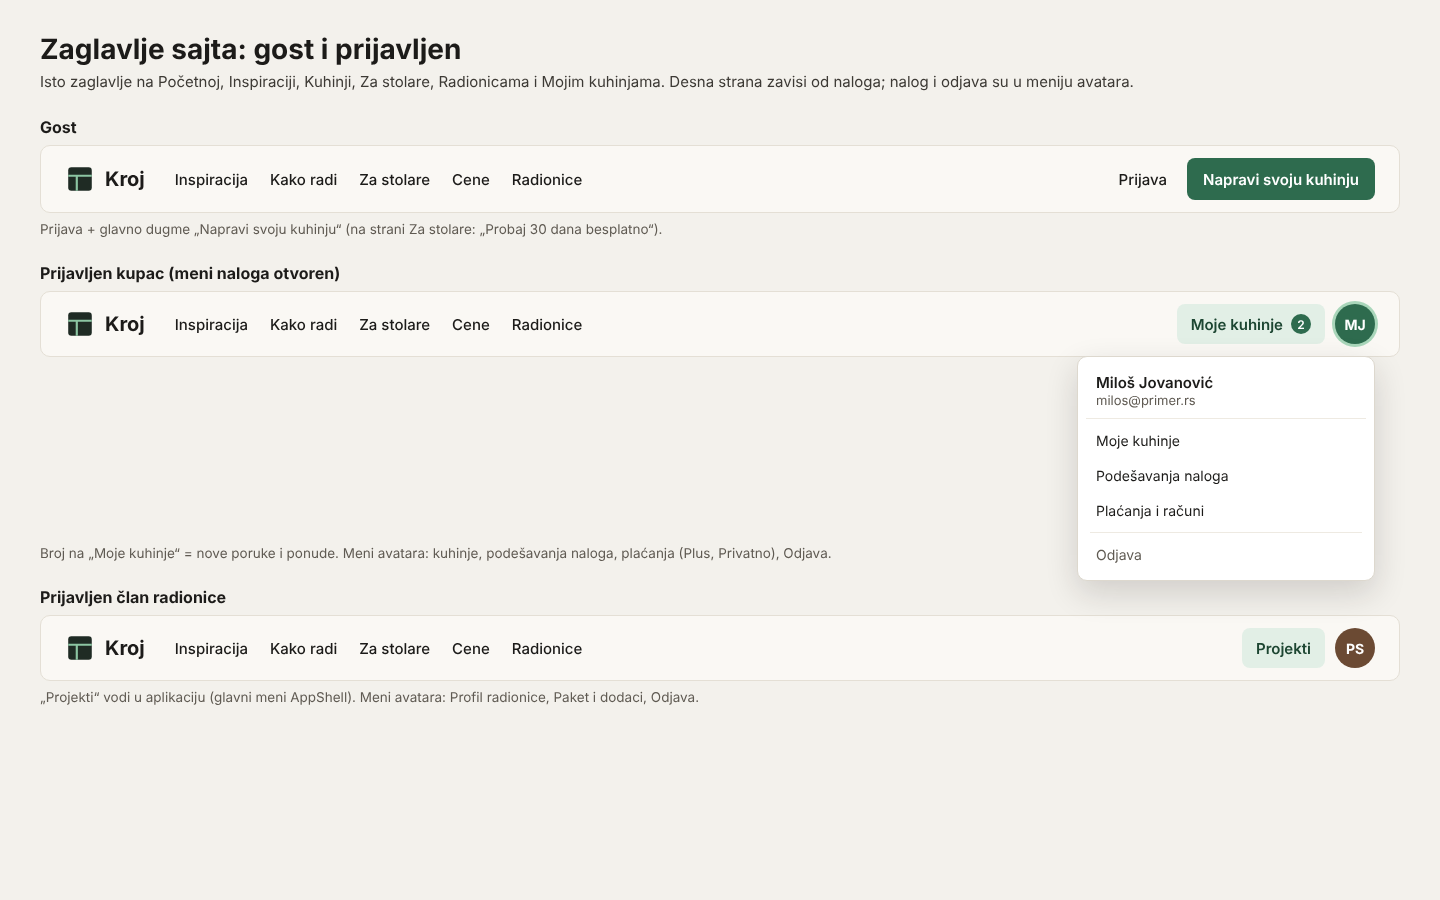 Zaglavlje sajta: gost i prijavljen
Isto zaglavlje na Početnoj, Inspiraciji, Kuhinji, Za stolare, Radionicama i Mojim kuhinjama. Desna strana zavisi od naloga; nalog i odjava su u meniju avatara.
Gost
Kroj Inspiracija Kako radi Za stolare Cene Radionice Prijava Napravi svoju kuhinju
Prijava + glavno dugme „Napravi svoju kuhinju“ (na strani Za stolare: „Probaj 30 dana besplatno“).
Prijavljen kupac (meni naloga otvoren)
Kroj Inspiracija Kako radi Za stolare Cene Radionice Moje kuhinje 2 MJ
Miloš Jovanović
milos@primer.rs
Moje kuhinje
Podešavanja naloga
Plaćanja i računi
Odjava
Broj na „Moje kuhinje“ = nove poruke i ponude. Meni avatara: kuhinje, podešavanja naloga, plaćanja (Plus, Privatno), Odjava.
Prijavljen član radionice
Kroj Inspiracija Kako radi Za stolare Cene Radionice Projekti PS
„Projekti“ vodi u aplikaciju (glavni meni AppShell). Meni avatara: Profil radionice, Paket i dodaci, Odjava.